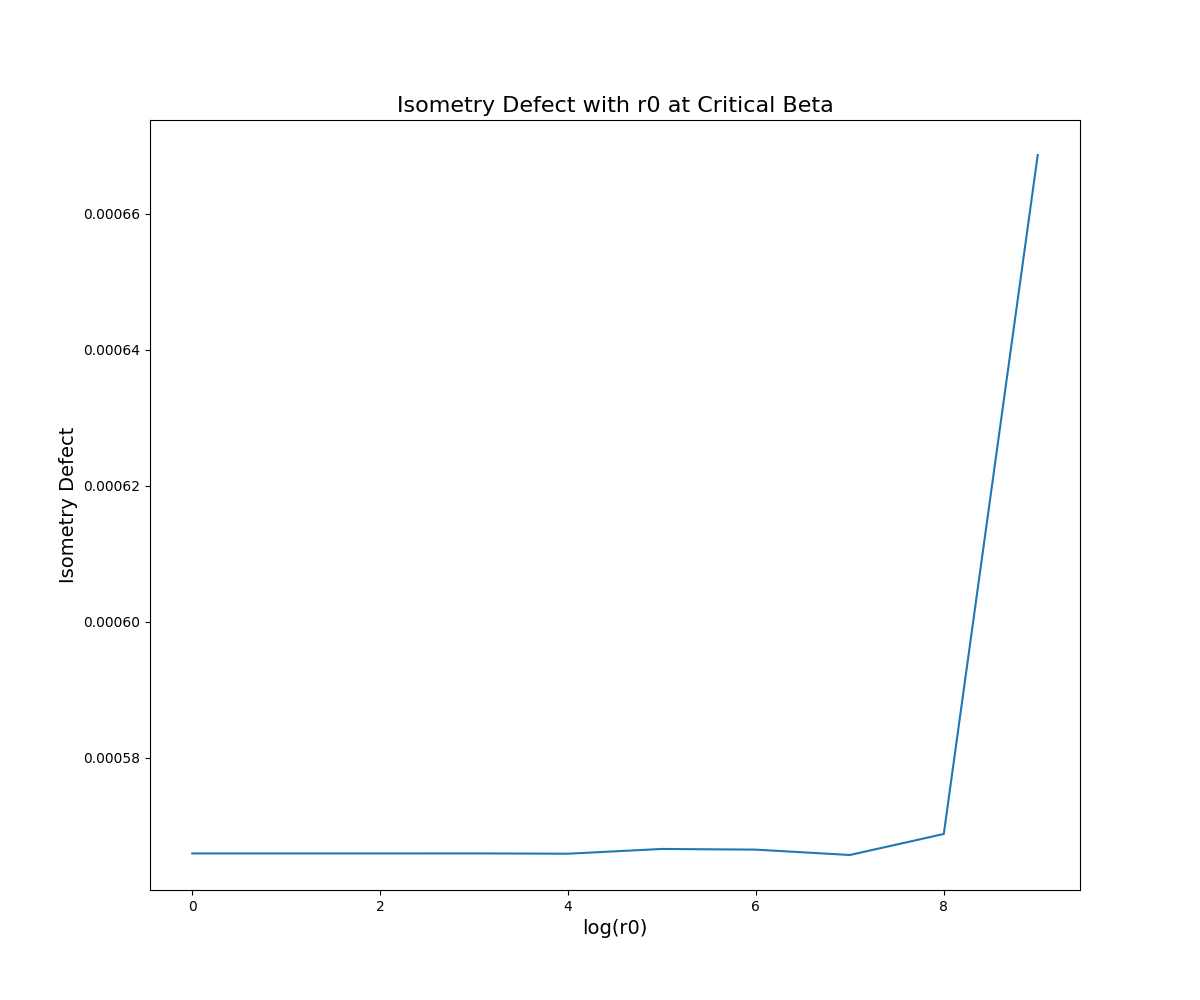 Isometry Defect with r0 at Critical Beta
Isometry Defect
0.00066
0.00064
0.00062
0.00060
0.00058
0 2 4 6 8
log(r0)